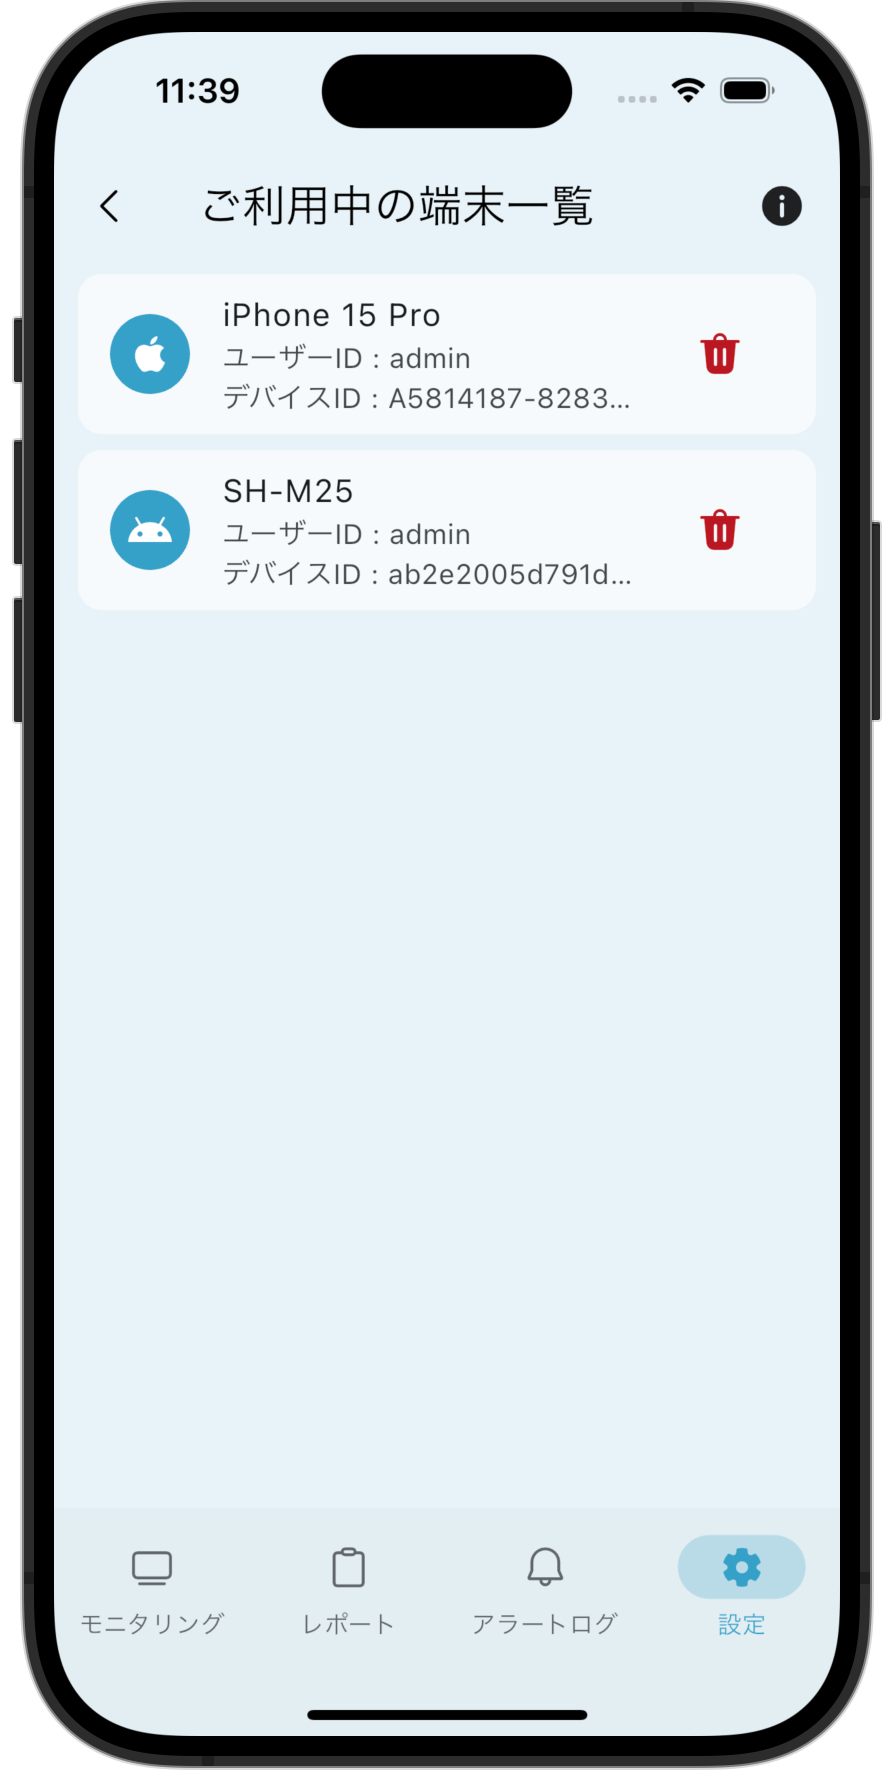 11:39
ご利用中の端末一覧
iPhone 15 Pro
ユーザーID : admin
デバイスID : A5814187-8283...
SH-M25
ユーザーID : admin
デバイスID : ab2e2005d791d...
モニタリング
レポート
アラートログ
設定